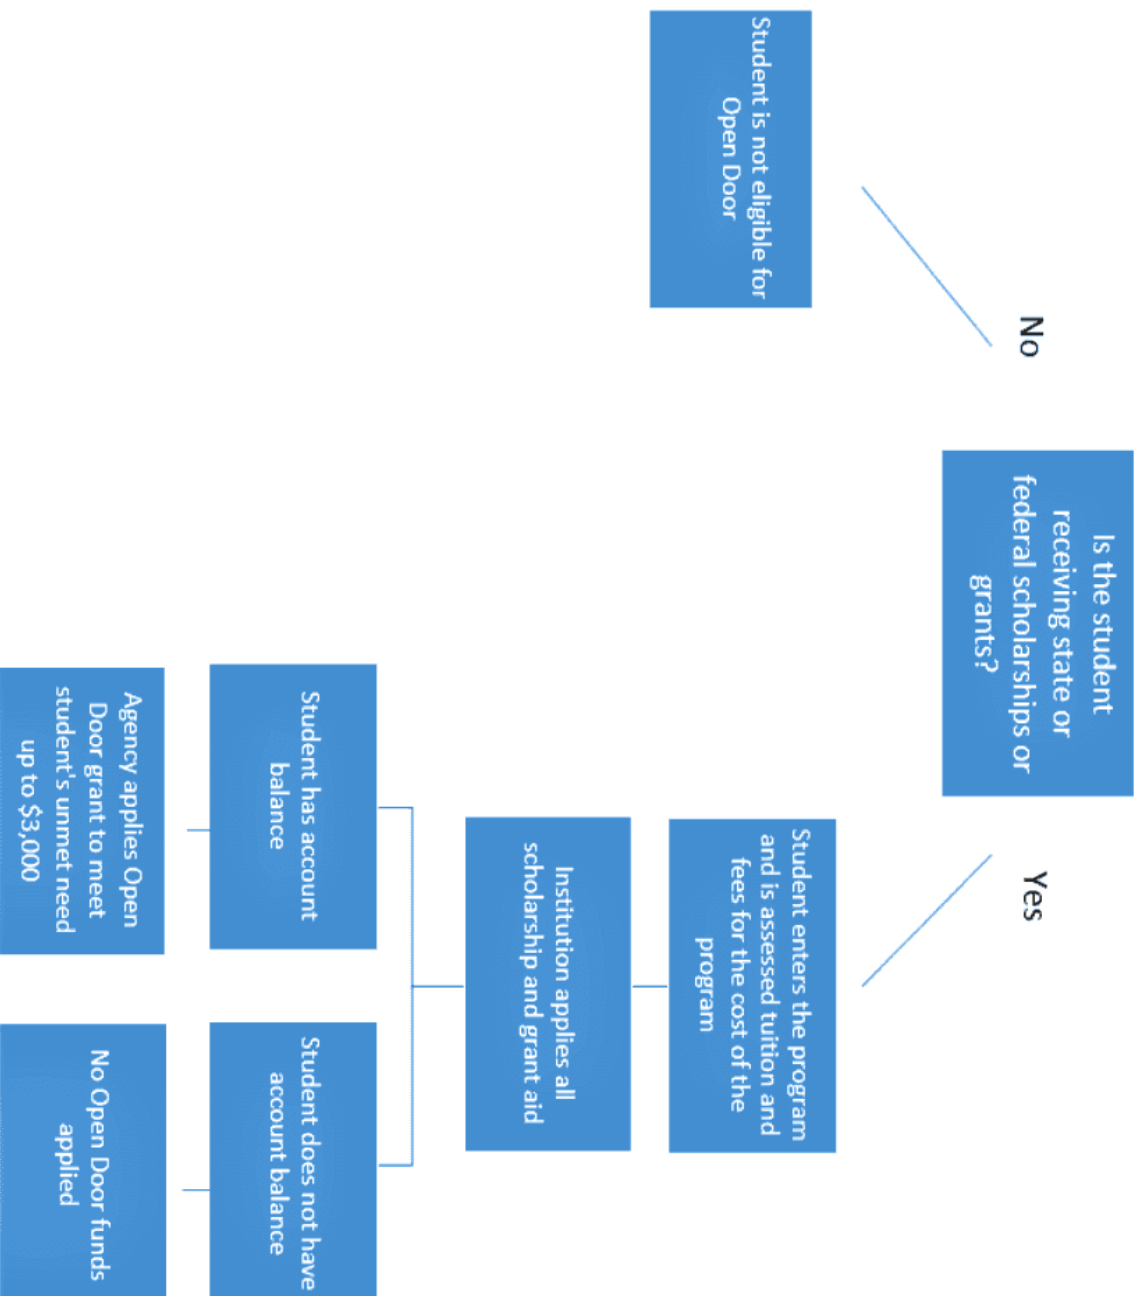 Is the student
receiving state or
federal scholarships or
grants?
No
Yes
Student is not eligible for
Open Door
Student enters the program
and is assessed tuition and
fees for the cost of the
program
Institution applies all
scholarship and grant aid
Student has account
balance
Student does not have
account balance
Agency applies Open
Door grant to meet
student's unmet need
up to $3,000
No Open Door funds
applied